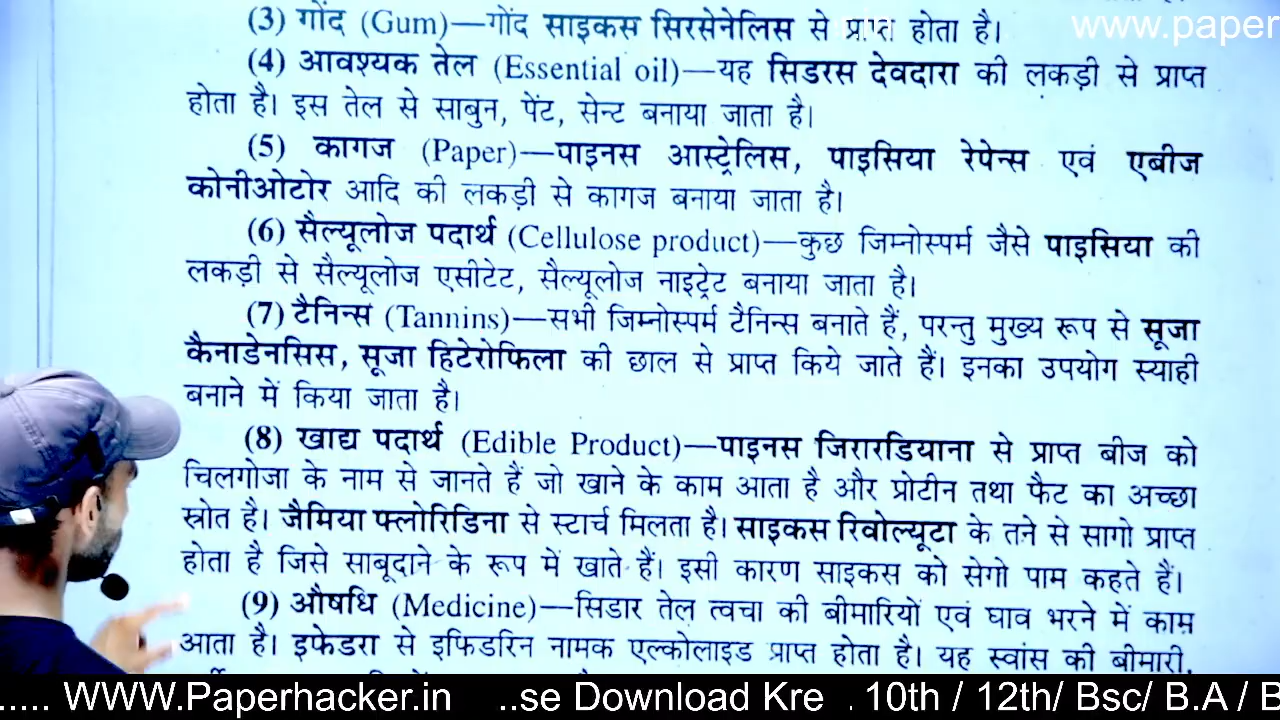 (3) गोंद (Gum)—गोंद साइकस सिरसेनेलिस से प्राप्त होता है।
www.paper
(4) आवश्यक तेल (Essential oil)—यह सिडरस देवदारा की लकड़ी से प्राप्त
होता है। इस तेल से साबुन, पेंट, सेन्ट बनाया जाता है।
(5) कागज (Paper)—पाइनस आस्ट्रेलिस, पाइसिया रेपेन्स एवं एबीज
कोनीओटोर आदि की लकड़ी से कागज बनाया जाता है।
(6) सैल्यूलोज पदार्थ (Cellulose product)—कुछ जिम्नोस्पर्म जैसे पाइसिया की
लकड़ी से सैल्यूलोज एसीटेट, सैल्यूलोज नाइट्रेट बनाया जाता है।
(7) टैनिन्स (Tannins)—सभी जिम्नोस्पर्म टैनिन्स बनाते हैं, परन्तु मुख्य रूप से सूजा
कैनाडेनसिस, सूजा हिटेरोफिला की छाल से प्राप्त किये जाते हैं। इनका उपयोग स्याही
बनाने में किया जाता है।
(8) खाद्य पदार्थ (Edible Product)—पाइनस जिरारडियाना से प्राप्त बीज को
चिलगोजा के नाम से जानते हैं जो खाने के काम आता है और प्रोटीन तथा फैट का अच्छा
स्रोत है। जैमिया फ्लोरिडिना से स्टार्च मिलता है। साइकस रिवोल्यूटा के तने से सागो प्राप्त
होता है जिसे साबूदाने के रूप में खाते हैं। इसी कारण साइकस को सेगो पाम कहते हैं।
(9) औषधि (Medicine)—सिडार तेल त्वचा की बीमारियों एवं घाव भरने में काम
आता है। इफेडरा से इफिडरिन नामक एल्कोलाइड प्राप्त होता है। यह स्वांस की बीमारी,
..... WWW.Paperhacker.in ..se Download Kre . 10th / 12th/ Bsc/ B.A / B